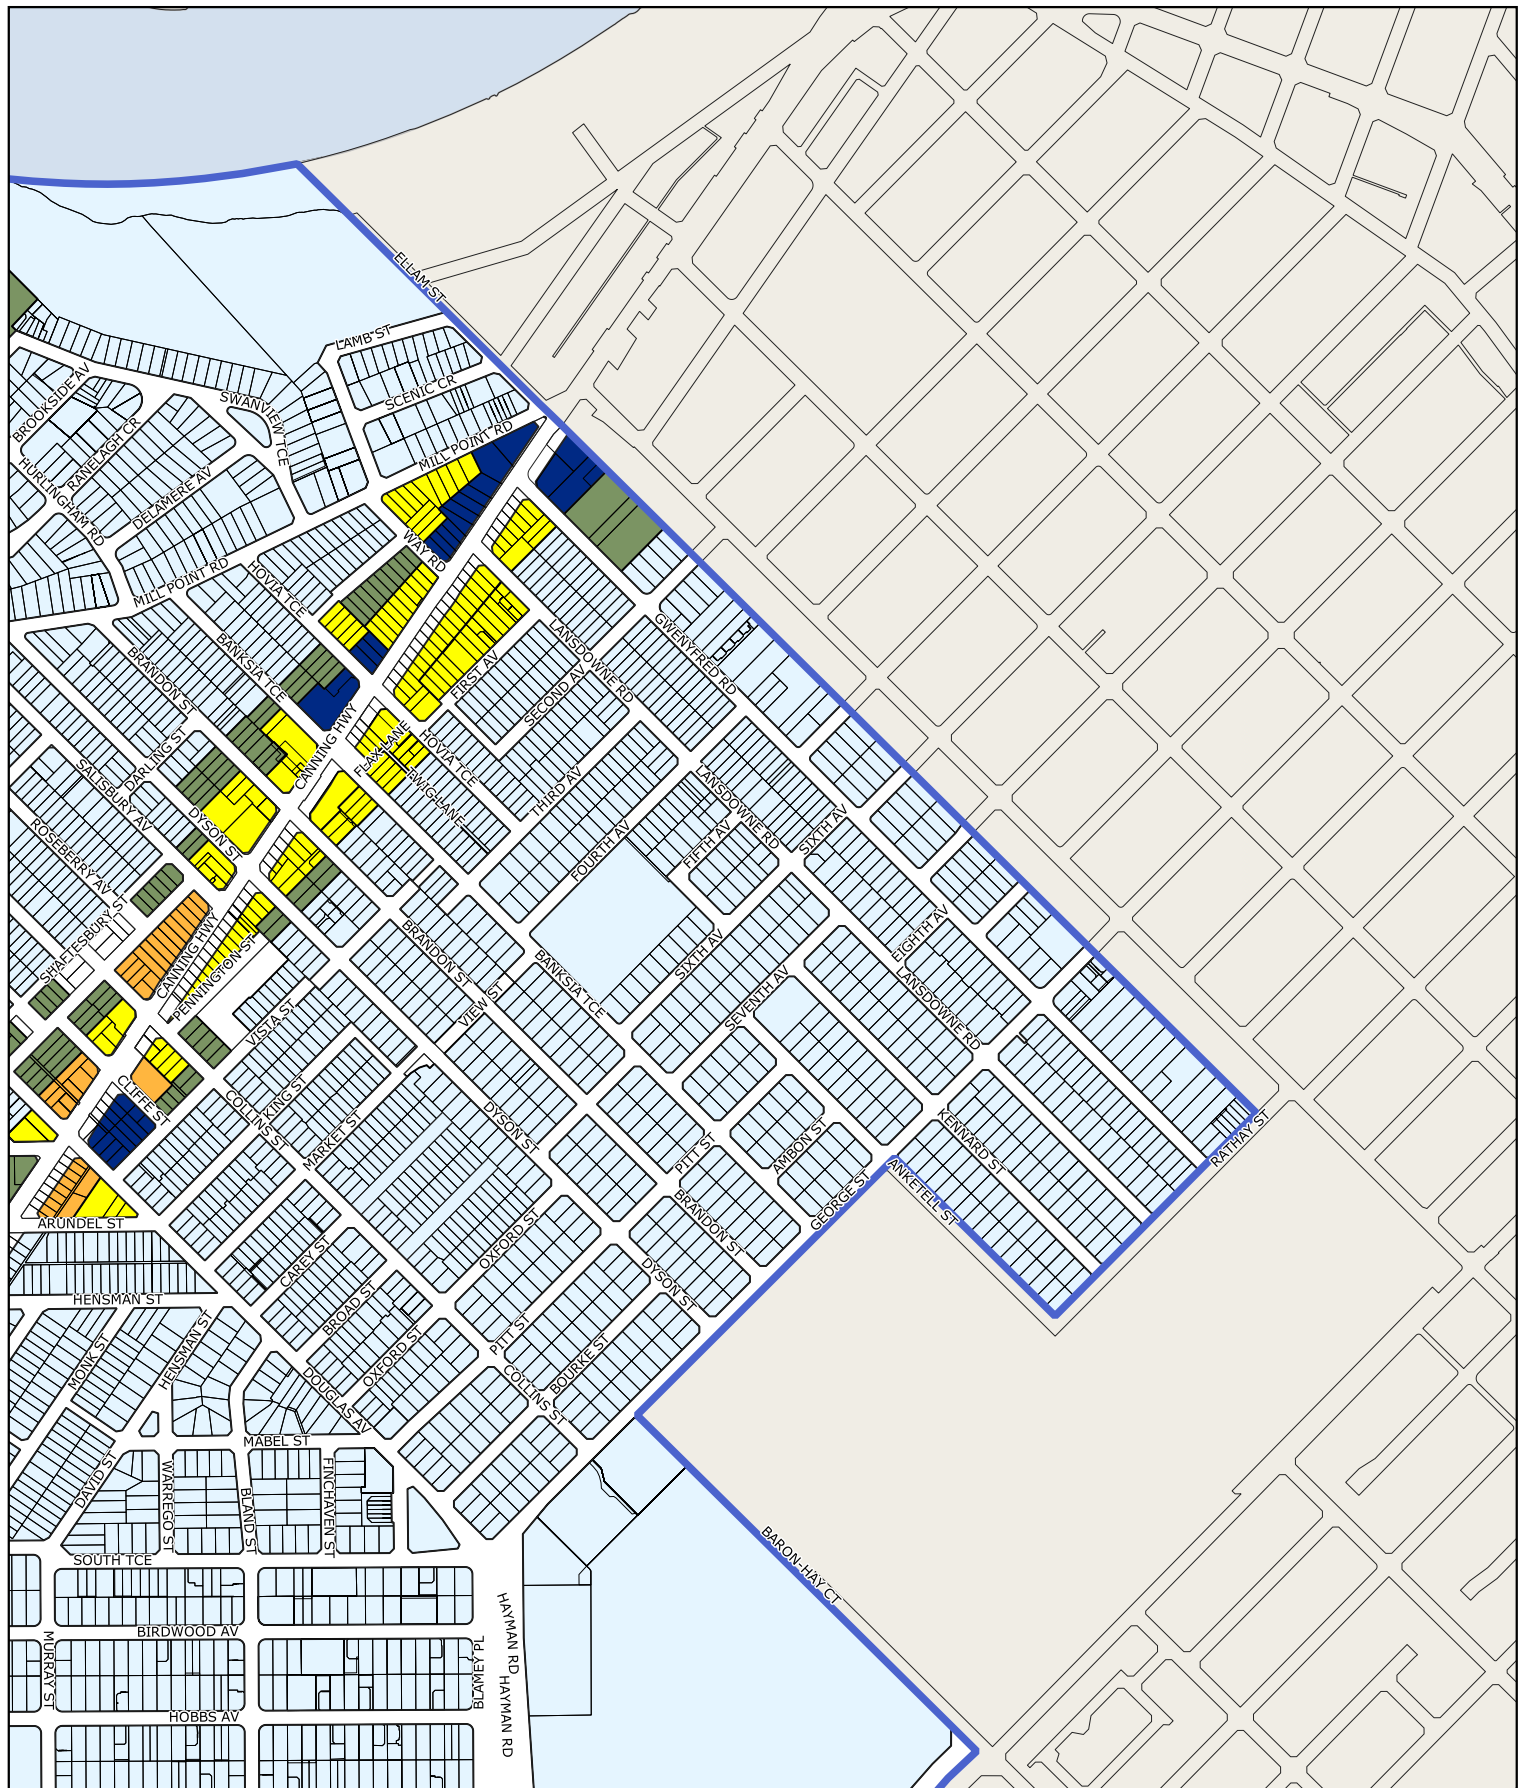 ELLAM ST
LAMB ST
SCENIC CR
BROOKSIDE AV
SWANVIEW TCE
RANELAGH CR
MILL POINT RD
HURLINGHAM RD
DELAMERE AV
WAY RD
MILL POINT RD
HOVIA TCE
BANKSIA TCE
LANSDOWNE RD
GWENYFRED RD
BRANDON ST
FIRST AV
SECOND AV
CANNING HWY
FLAX LANE
HOVIA TCE
DARLING ST
TWIG LANE
THIRD AV
SALISBURY AV
LANSDOWNE RD
DYSON ST
SIXTH AV
FIFTH AV
FOURTH AV
ROSEBERRY AV
SHAFTESBURY ST
CANNING HWY
PENNINGTON ST
EIGHTH AV
BRANDON ST
SIXTH AV
BANKSIA TCE
SEVENTH AV
LANSDOWNE RD
VIEW ST
VISTA ST
CLIFFE ST
KING ST
COLLINS ST
MARKET ST
DYSON ST
PITT ST
AMBON ST
KENNARD ST
RATHAY ST
ANKETELL ST
GEORGE ST
BRANDON ST
ARUNDEL ST
OXFORD ST
CAREY ST
DYSON ST
HENSMAN ST
BROAD ST
PITT ST
HENSMAN ST
MONK ST
OXFORD ST
BOURKE ST
COLLINS ST
DOUGLAS AV
MABEL ST
DAVID ST
WARREGO ST
BLAND ST
FINCHAVEN ST
SOUTH TCE
BARON-HAY CT
HAYMAN RD
BIRDWOOD AV
MURRAY ST
BLAMEY PL
HAYMAN RD
HOBBS AV